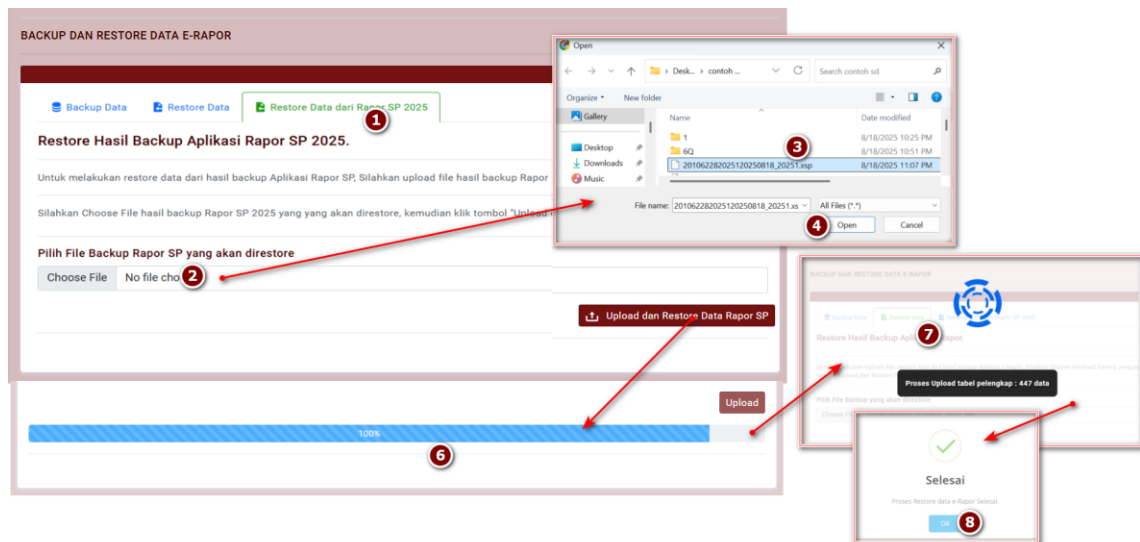 BACKUP DAN RESTORE DATA E-RAPOR
Backup Data
Restore Data
Restore Data dari Rapor SP 2025
1
Restore Hasil Backup Aplikasi Rapor SP 2025.
Untuk melakukan restore data dari hasil backup Aplikasi Rapor SP, Silahkan upload file hasil backup Rapor
Silahkan Choose File hasil backup Rapor SP 2025 yang yang akan direstore, kemudian klik tombol "Upload
Pilih File Backup Rapor SP yang akan direstore
Choose File
No file cho
2
Upload dan Restore Data Rapor SP
Open
Desk... › contoh ...
Search contoh sd
Organize
New folder
Gallery
Desktop
Downloads
Music
Name
Date modified
1
8/18/2025 10:25 PM
6Q
8/18/2025 10:51 PM
201062282025120250818_20251.xsp
8/18/2025 11:07 PM
3
File name:
201062282025120250818_20251.xs
All Files (*.*)
4
Open
Cancel
Upload
100%
6
BACKUP DAN RESTORE DATA E-RAPOR
Backup Data
Restore Data
7
Restore Hasil Backup
Proses Upload tabel pelengkap : 447 data
Pilih File Backup yang akan direstore
Selesai
Proses Restore data e-Rapor Selesai.
OK
8